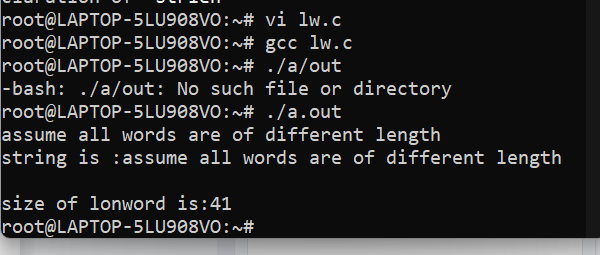 root@LAPTOP-5LU908VO:~# vi lw.c
root@LAPTOP-5LU908VO:~# gcc lw.c
root@LAPTOP-5LU908VO:~# ./a/out
-bash: ./a/out: No such file or directory
root@LAPTOP-5LU908VO:~# ./a.out
assume all words are of different length
string is :assume all words are of different length
size of lonword is:41
root@LAPTOP-5LU908VO:~#